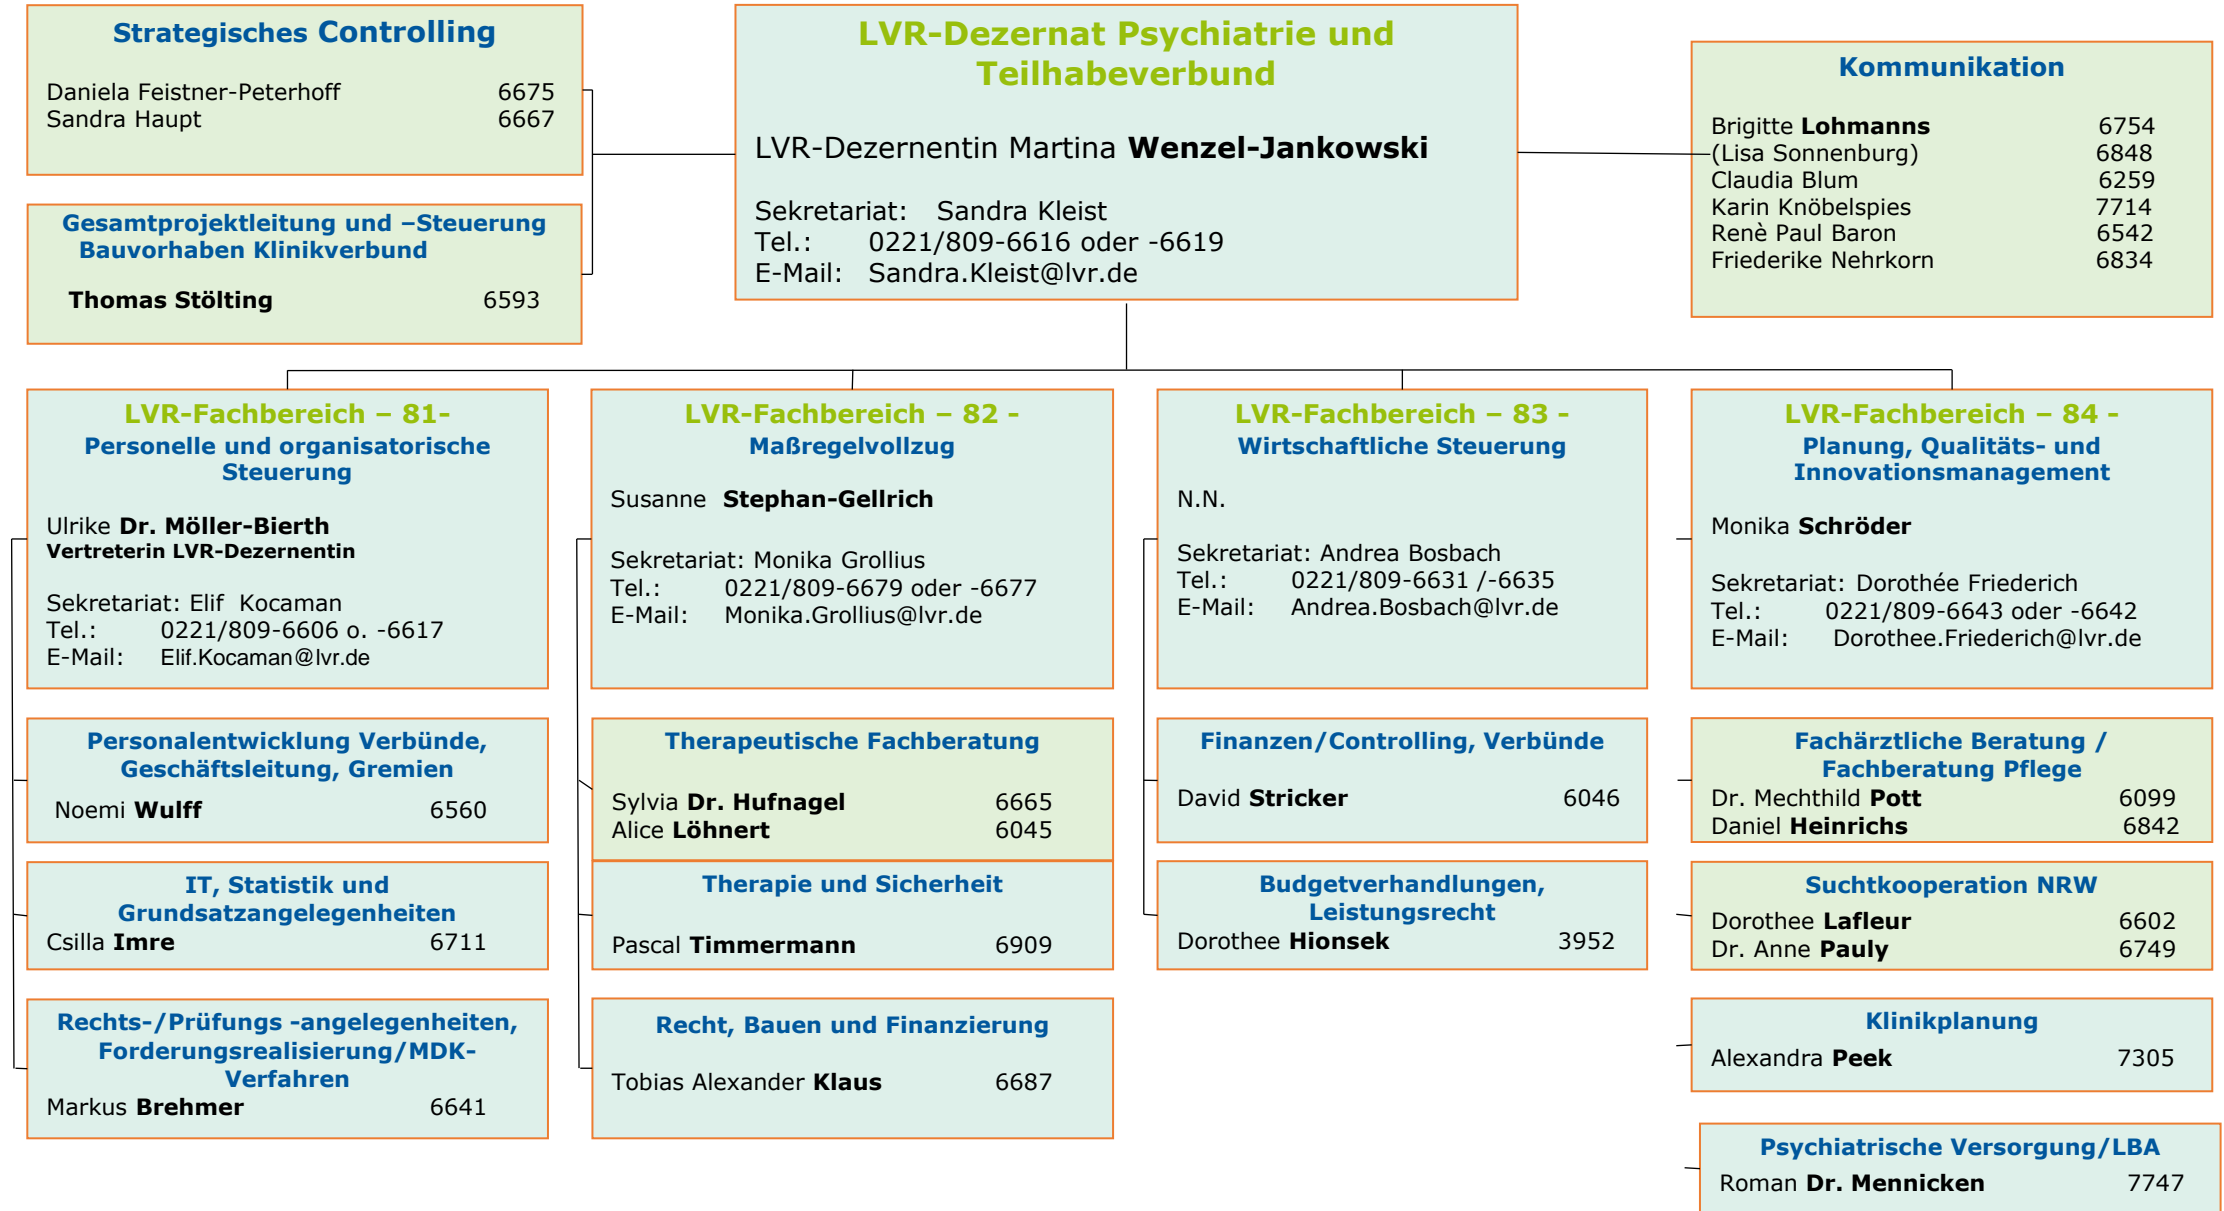 Strategisches Controlling
Daniela Feistner-Peterhoff 6675
Sandra Haupt 6667
Gesamtprojektleitung und –Steuerung
Bauvorhaben Klinikverbund
Thomas Stölting 6593
LVR-Dezernat Psychiatrie und
Teilhabeverbund
LVR-Dezernentin Martina Wenzel-Jankowski
Sekretariat: Sandra Kleist
Tel.: 0221/809-6616 oder -6619
E-Mail: Sandra.Kleist@lvr.de
Kommunikation
Brigitte Lohmanns 6754
(Lisa Sonnenburg) 6848
Claudia Blum 6259
Karin Knöbelspies 7714
Renè Paul Baron 6542
Friederike Nehrkorn 6834
LVR-Fachbereich – 81-
Personelle und organisatorische
Steuerung
Ulrike Dr. Möller-Bierth
Vertreterin LVR-Dezernentin
Sekretariat: Elif Kocaman
Tel.: 0221/809-6606 o. -6617
E-Mail: Elif.Kocaman@lvr.de
Personalentwicklung Verbünde,
Geschäftsleitung, Gremien
Noemi Wulff 6560
IT, Statistik und
Grundsatzangelegenheiten
Csilla Imre 6711
Rechts-/Prüfungs -angelegenheiten,
Forderungsrealisierung/MDK-
Verfahren
Markus Brehmer 6641
LVR-Fachbereich – 82 -
Maßregelvollzug
Susanne Stephan-Gellrich
Sekretariat: Monika Grollius
Tel.: 0221/809-6679 oder -6677
E-Mail: Monika.Grollius@lvr.de
Therapeutische Fachberatung
Sylvia Dr. Hufnagel 6665
Alice Löhnert 6045
Therapie und Sicherheit
Pascal Timmermann 6909
Recht, Bauen und Finanzierung
Tobias Alexander Klaus 6687
LVR-Fachbereich – 83 -
Wirtschaftliche Steuerung
N.N.
Sekretariat: Andrea Bosbach
Tel.: 0221/809-6631 /-6635
E-Mail: Andrea.Bosbach@lvr.de
Finanzen/Controlling, Verbünde
David Stricker 6046
Budgetverhandlungen,
Leistungsrecht
Dorothee Hionsek 3952
LVR-Fachbereich – 84 -
Planung, Qualitäts- und
Innovationsmanagement
Monika Schröder
Sekretariat: Dorothée Friederich
Tel.: 0221/809-6643 oder -6642
E-Mail: Dorothee.Friederich@lvr.de
Fachärztliche Beratung /
Fachberatung Pflege
Dr. Mechthild Pott 6099
Daniel Heinrichs 6842
Suchtkooperation NRW
Dorothee Lafleur 6602
Dr. Anne Pauly 6749
Klinikplanung
Alexandra Peek 7305
Psychiatrische Versorgung/LBA
Roman Dr. Mennicken 7747